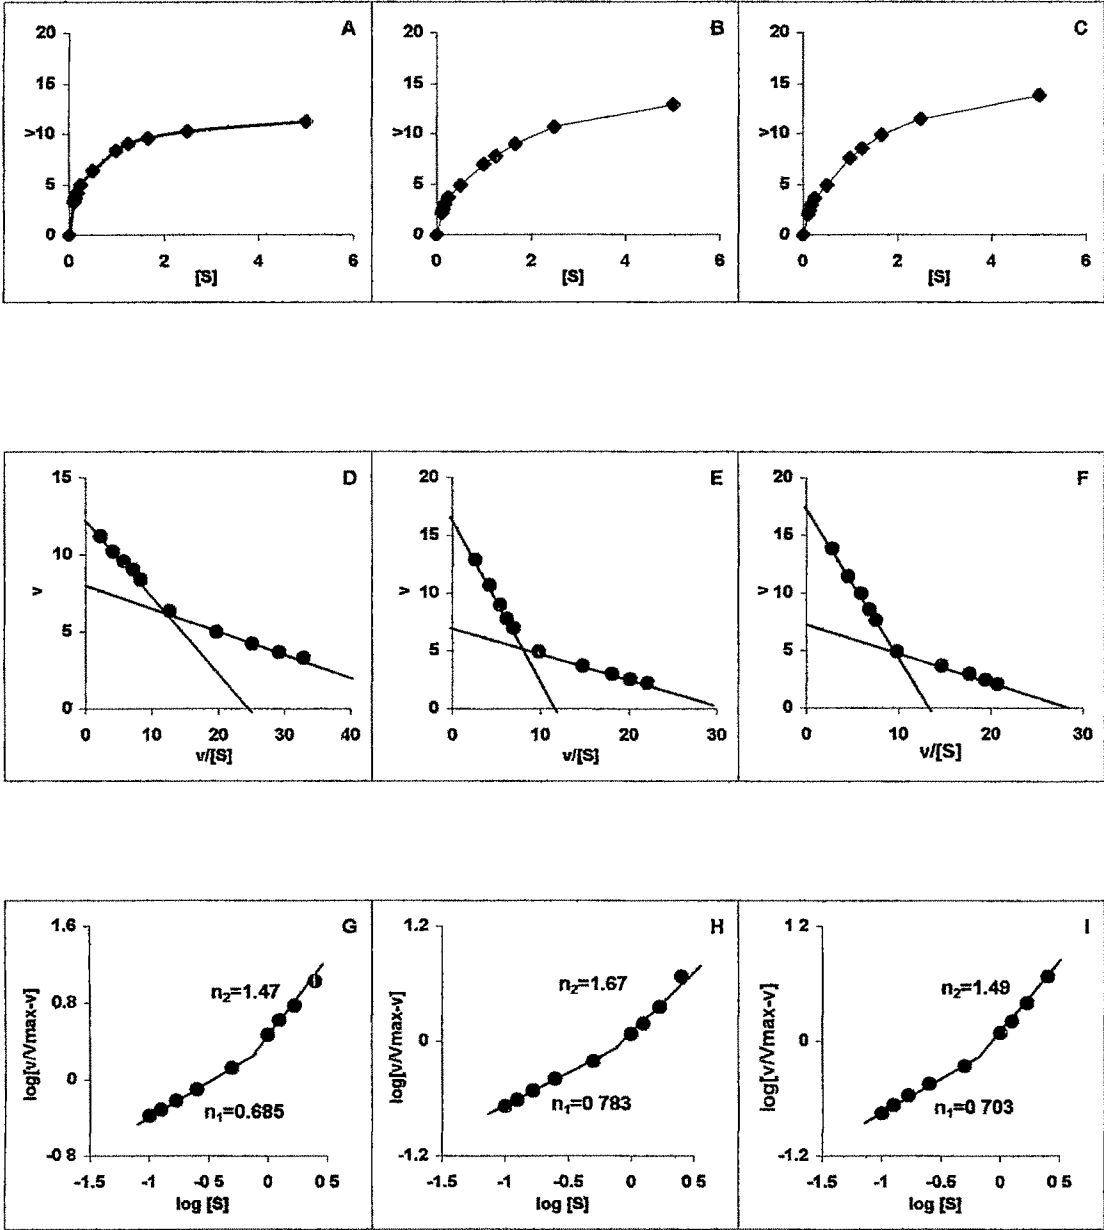 A
20
15
10
5
0
v
0 2 4 6
[S]
B
20
15
10
5
0
v
0 2 4 6
[S]
C
20
15
10
5
0
v
0 2 4 6
[S]
D
15
10
5
0
v
0 10 20 30 40
v/[S]
E
20
15
10
5
0
v
0 10 20 30
v/[S]
F
20
15
10
5
0
v
0 10 20 30
v/[S]
G
1.6
0.8
0
-0 8
log[v/Vmax-v]
n₂=1.47
n₁=0.685
-1.5 -1 -0 5 0 0 5
log [S]
H
1.2
0
-1.2
log[v/Vmax-v]
n₂=1.67
n₁=0 783
-1.5 -1 -0.5 0 0 5
log [S]
I
1 2
0
-1.2
log[v/Vmax-v]
n₂=1.49
n₁=0 703
-1.5 -1 -0.5 0 0 5
log [S]